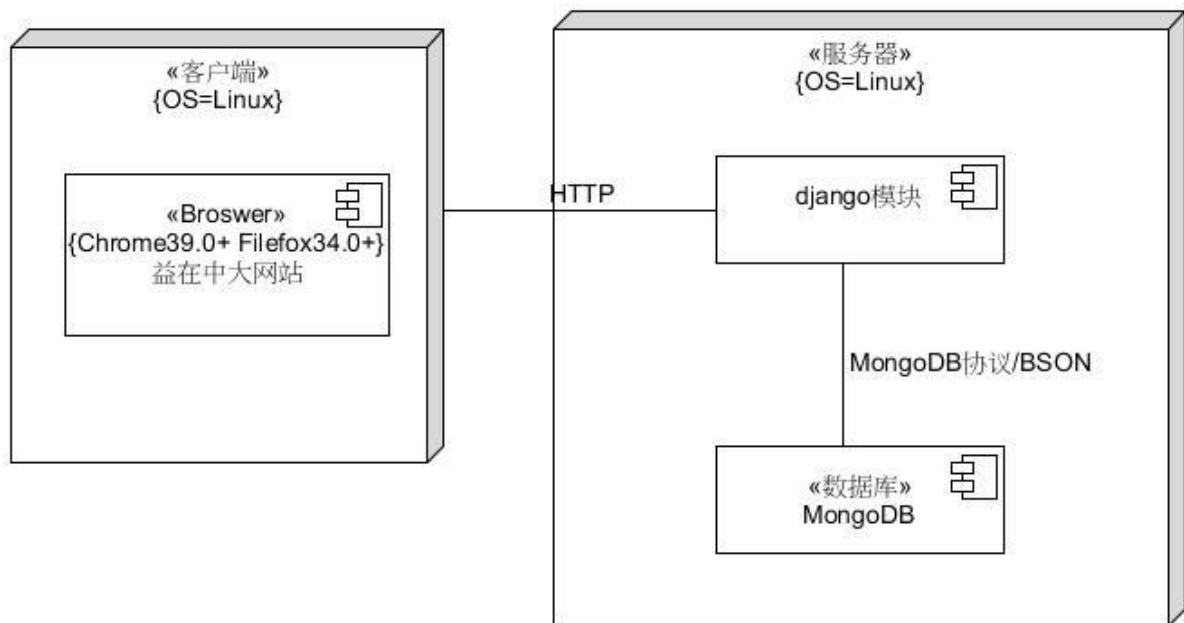 «客户端»
{OS=Linux}
«Broswer»
{Chrome39.0+ Filefox34.0+}
益在中大网站
HTTP
«服务器»
{OS=Linux}
django模块
MongoDB协议/BSON
«数据库»
MongoDB